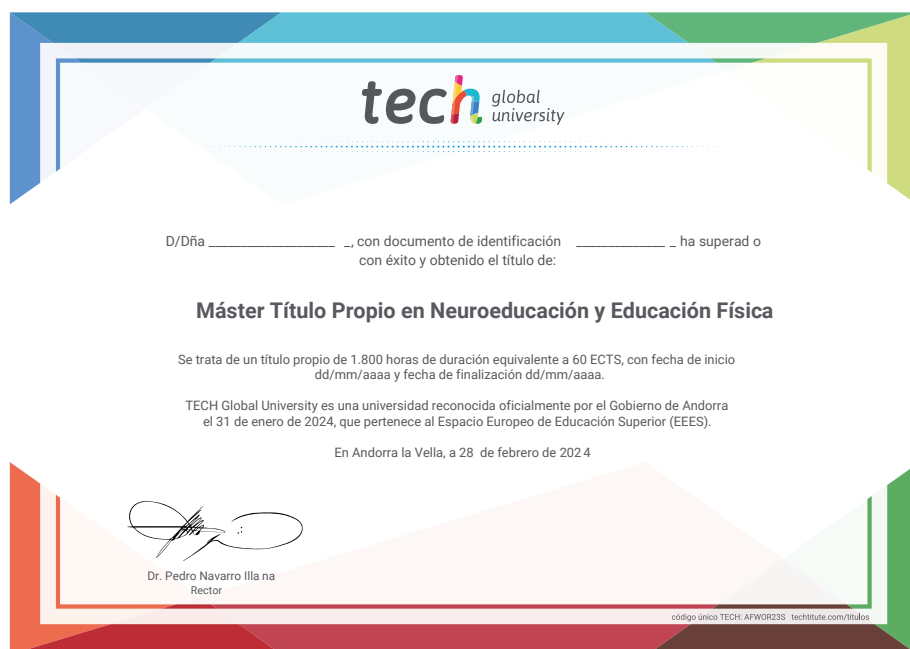 tech global university
D/Dña ____________________ _, con documento de identificación ______________ _ ha superad o
con éxito y obtenido el título de:
Máster Título Propio en Neuroeducación y Educación Física
Se trata de un título propio de 1.800 horas de duración equivalente a 60 ECTS, con fecha de inicio
dd/mm/aaaa y fecha de finalización dd/mm/aaaa.
TECH Global University es una universidad reconocida oficialmente por el Gobierno de Andorra
el 31 de enero de 2024, que pertenece al Espacio Europeo de Educación Superior (EEES).
En Andorra la Vella, a 28 de febrero de 2024
Dr. Pedro Navarro Illa na
Rector
código único TECH: AFWOR23S techtitute.com/titulos